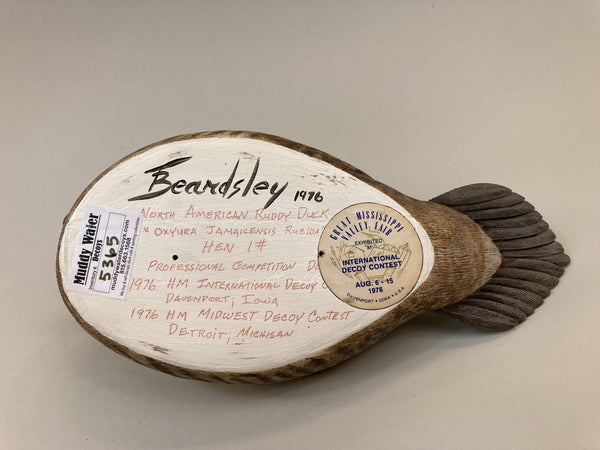 Beardsley 1976
North American Ruddy Duck
Oxyura Jamaicensis Rubida
Hen 1#
Professional Competition
1976 HM International Decoy
Davenport; Iowa
1976 HM Midwest Decoy Contest
Detroit; Michigan
GREAT MISSISSIPPI
VALLEY FAIR
EXHIBITED
INTERNATIONAL
DECOY CONTEST
AUG. 6-15
1976
DAVENPORT • IOWA • U.S.A.
Muddy Water
Decoys
5365